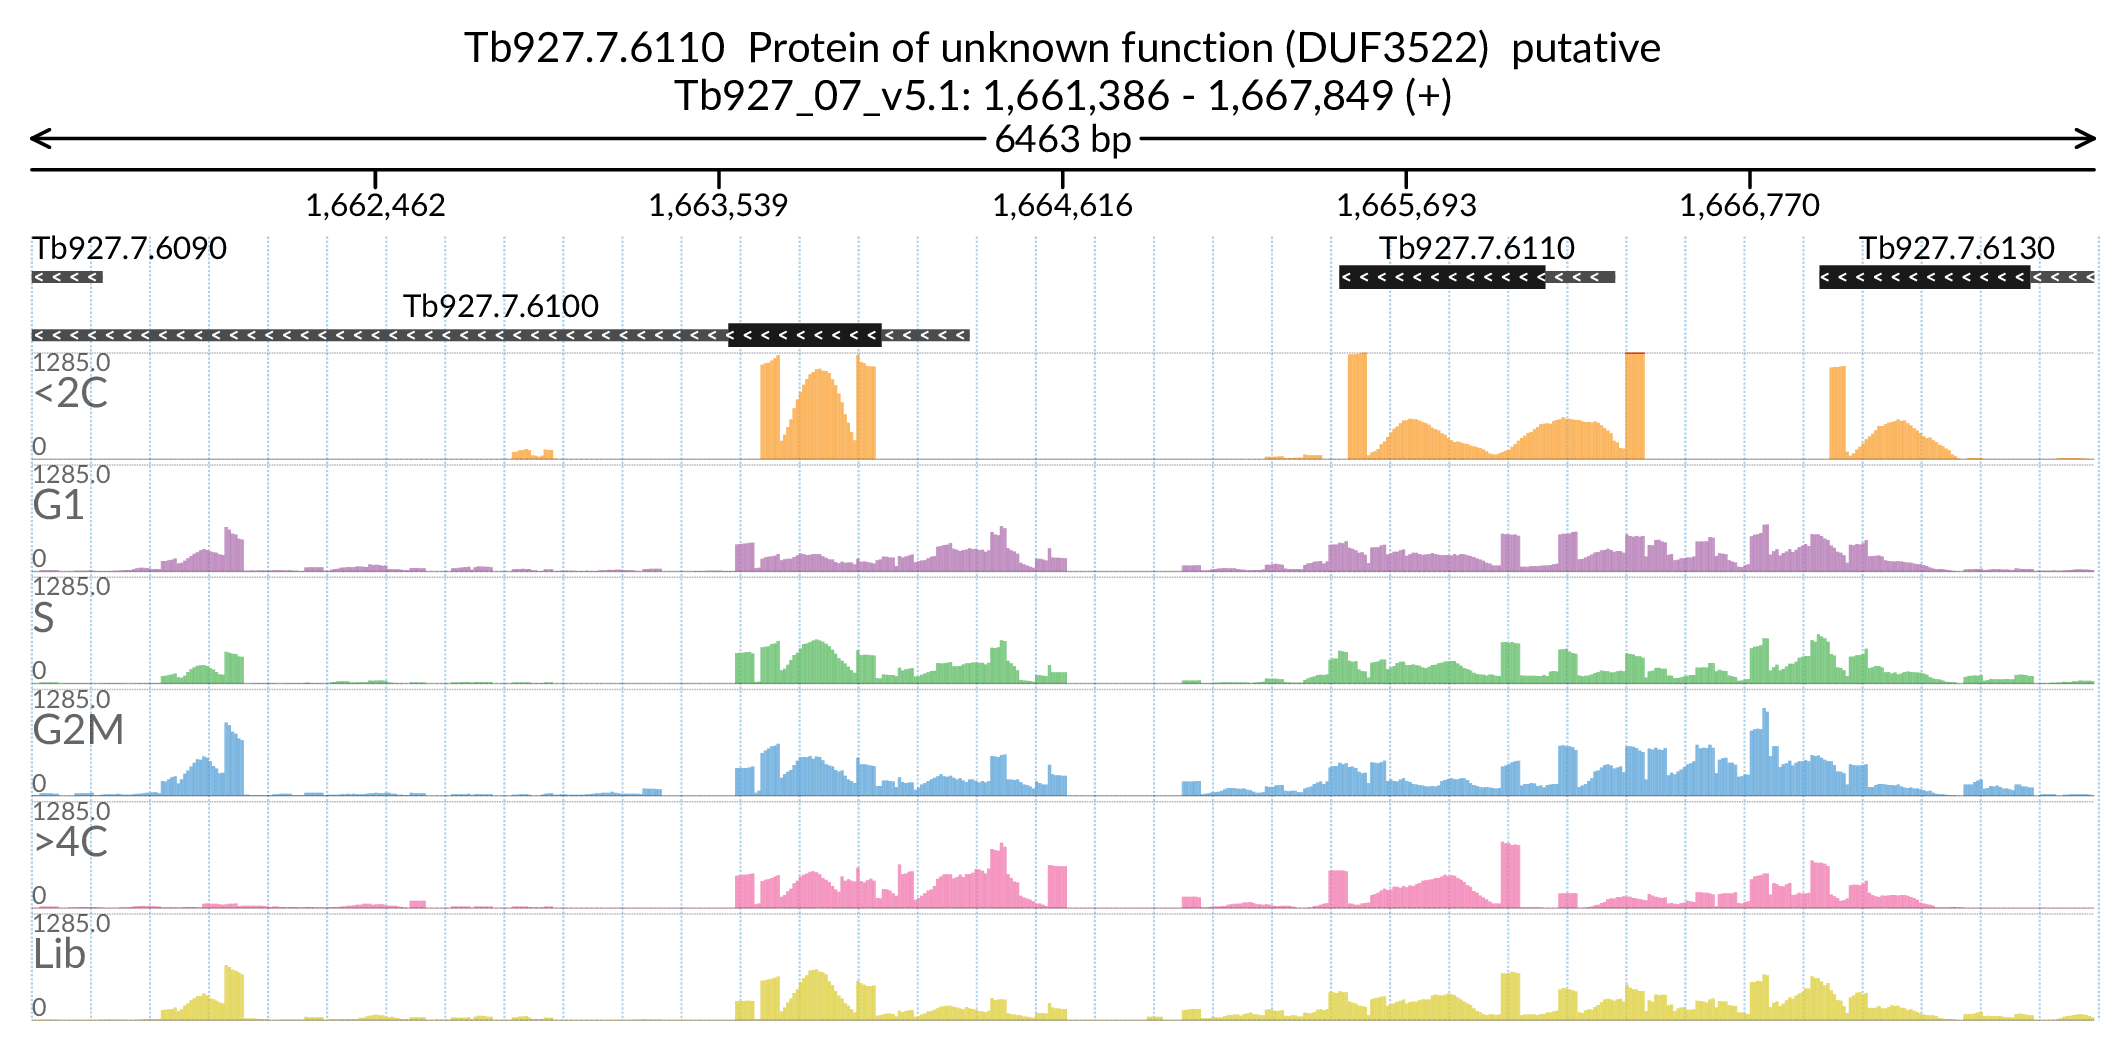 Tb927.7.6110  Protein of unknown function (DUF3522)  putative
Tb927_07_v5.1: 1,661,386 - 1,667,849 (+)
6463 bp
1,662,462 1,663,539 1,664,616 1,665,693 1,666,770
Tb927.7.6090 Tb927.7.6110 Tb927.7.6130
Tb927.7.6100
1285.0
<2C
0
1285.0
G1
0
1285.0
S
0
1285.0
G2M
0
1285.0
>4C
0
1285.0
Lib
0